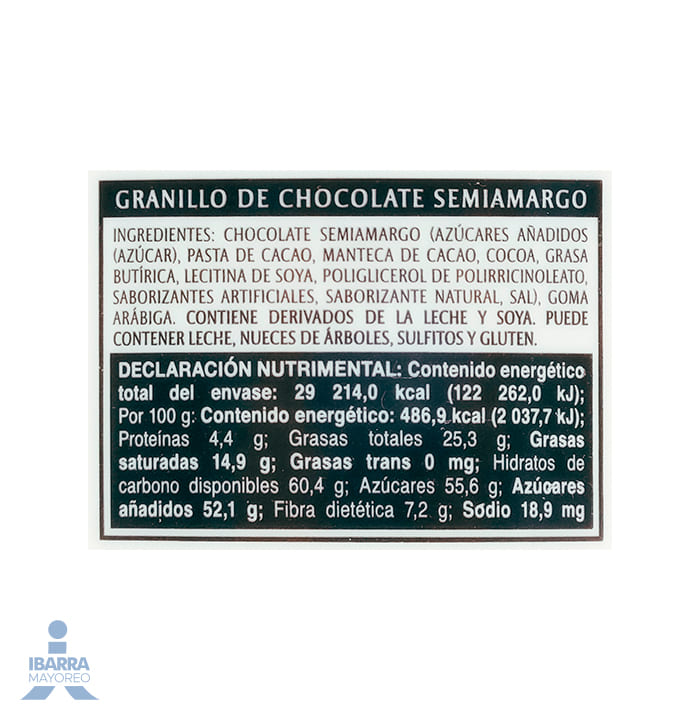 GRANILLO DE CHOCOLATE SEMIAMARGO
INGREDIENTES: CHOCOLATE SEMIAMARGO (AZÚCARES AÑADIDOS
(AZÚCAR), PASTA DE CACAO, MANTECA DE CACAO, COCOA, GRASA
BUTÍRICA, LECITINA DE SOYA, POLIGLICEROL DE POLIRRICINOLEATO,
SABORIZANTES ARTIFICIALES, SABORIZANTE NATURAL, SAL), GOMA
ARÁBIGA. CONTIENE DERIVADOS DE LA LECHE Y SOYA. PUEDE
CONTENER LECHE, NUECES DE ÁRBOLES, SULFITOS Y GLUTEN.
DECLARACIÓN NUTRIMENTAL: Contenido energético
total del envase: 29 214,0 kcal (122 262,0 kJ);
Por 100 g: Contenido energético: 486,9 kcal (2 037,7 kJ);
Proteínas 4,4 g; Grasas totales 25,3 g; Grasas
saturadas 14,9 g; Grasas trans 0 mg; Hidratos de
carbono disponibles 60,4 g; Azúcares 55,6 g; Azúcares
añadidos 52,1 g; Fibra dietética 7,2 g; Sodio 18,9 mg
IBARRA
MAYOREO